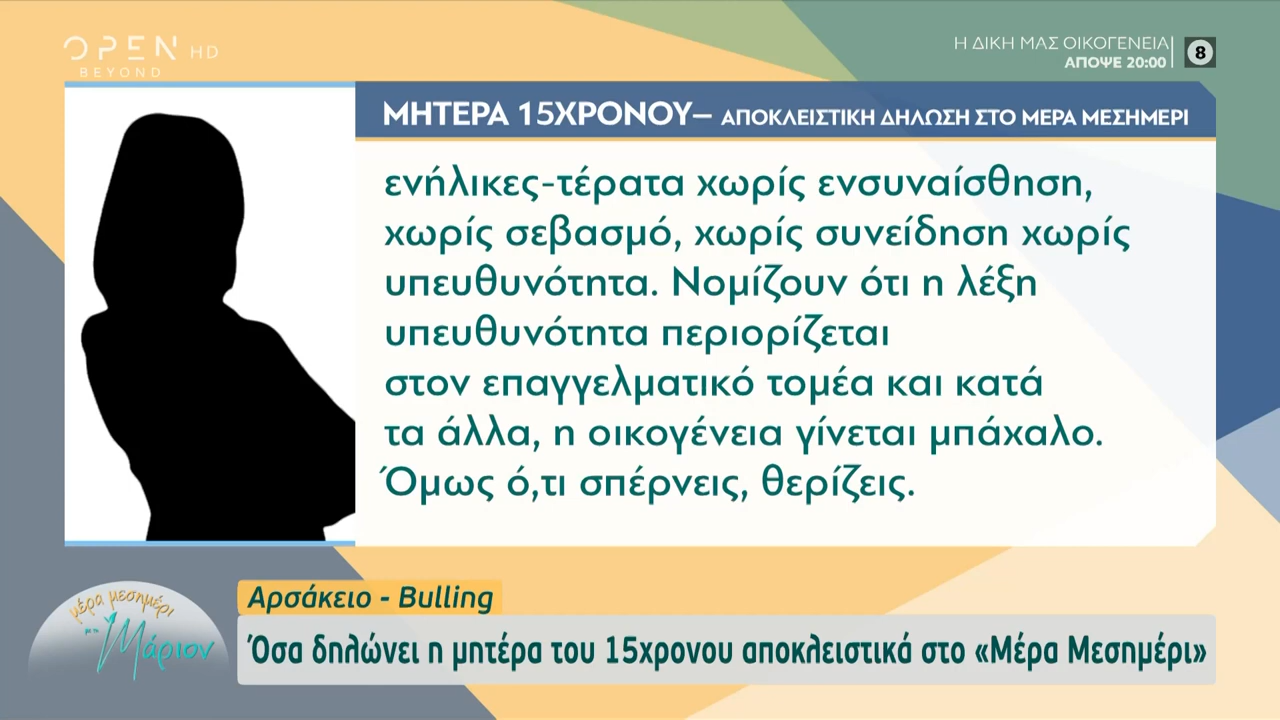 OPEN HD
BEYOND
Η ΔΙΚΗ ΜΑΣ ΟΙΚΟΓΕΝΕΙΑ
ΑΠΟΨΕ 20:00
8
ΜΗΤΕΡΑ 15ΧΡΟΝΟΥ– ΑΠΟΚΛΕΙΣΤΙΚΗ ΔΗΛΩΣΗ ΣΤΟ ΜΕΡΑ ΜΕΣΗΜΕΡΙ
ενήλικες-τέρατα χωρίς ενσυναίσθηση,
χωρίς σεβασμό, χωρίς συνείδηση χωρίς
υπευθυνότητα. Νομίζουν ότι η λέξη
υπευθυνότητα περιορίζεται
στον επαγγελματικό τομέα και κατά
τα άλλα, η οικογένεια γίνεται μπάχαλο.
Όμως ό,τι σπέρνεις, θερίζεις.
μέρα μεσημέρι
με τη
Μάριον
Αρσάκειο - Bulling
Όσα δηλώνει η μητέρα του 15χρονου αποκλειστικά στο «Μέρα Μεσημέρι»